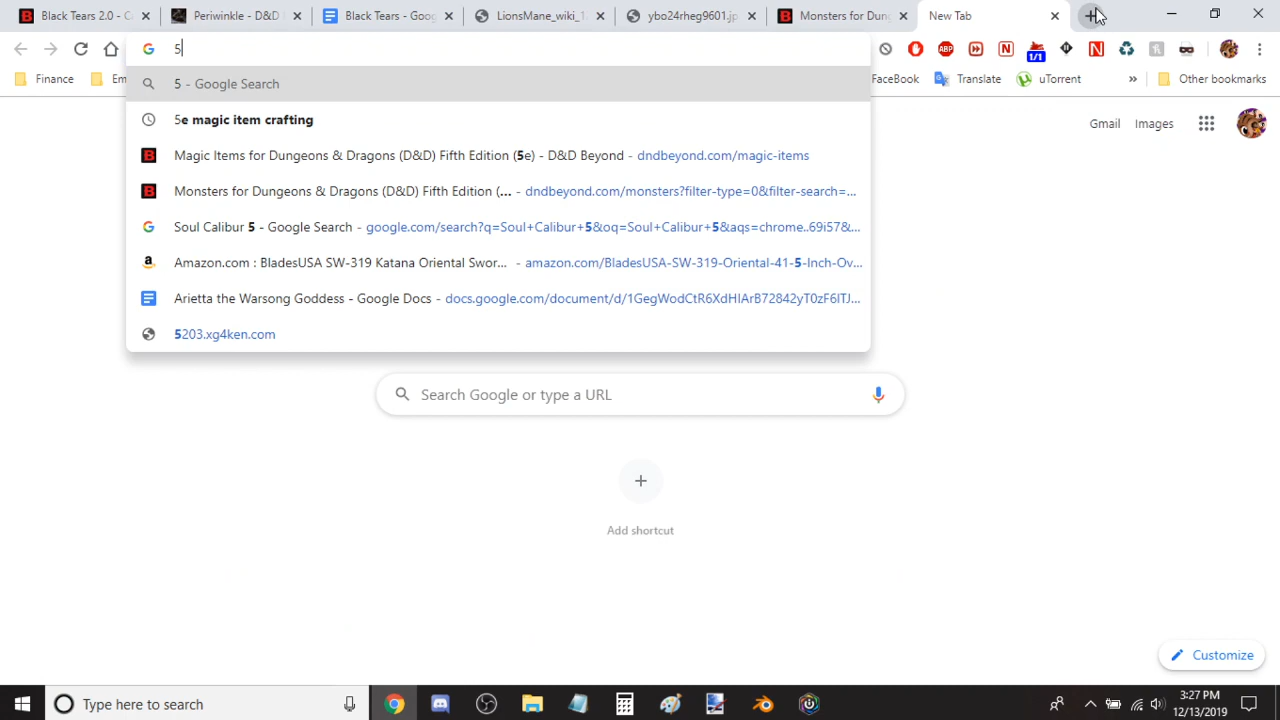 Black Tears 2.0 - C
Periwinkle - D&D
Black Tears - Goog
LionsMane_wiki_1
ybo24rheg9601.jp
Monsters for Dung
New Tab
5
Finance
Em
FaceBook
Translate
uTorrent
Other bookmarks
ABP
N
1/1
N
5 - Google Search
5e magic item crafting
Magic Items for Dungeons & Dragons (D&D) Fifth Edition (5e) - D&D Beyond - dndbeyond.com/magic-items
Monsters for Dungeons & Dragons (D&D) Fifth Edition (... - dndbeyond.com/monsters?filter-type=0&filter-search=...
Soul Calibur 5 - Google Search - google.com/search?q=Soul+Calibur+5&oq=Soul+Calibur+5&aqs=chrome..69i57&...
Amazon.com : BladesUSA SW-319 Katana Oriental Swor... - amazon.com/BladesUSA-SW-319-Oriental-41-5-Inch-Ov...
Arietta the Warsong Goddess - Google Docs - docs.google.com/document/d/1GegWodCtR6XdHIArB72842yT0zF6ITJ...
5203.xg4ken.com
Gmail
Images
Search Google or type a URL
Add shortcut
Customize
Type here to search
3:27 PM
12/13/2019